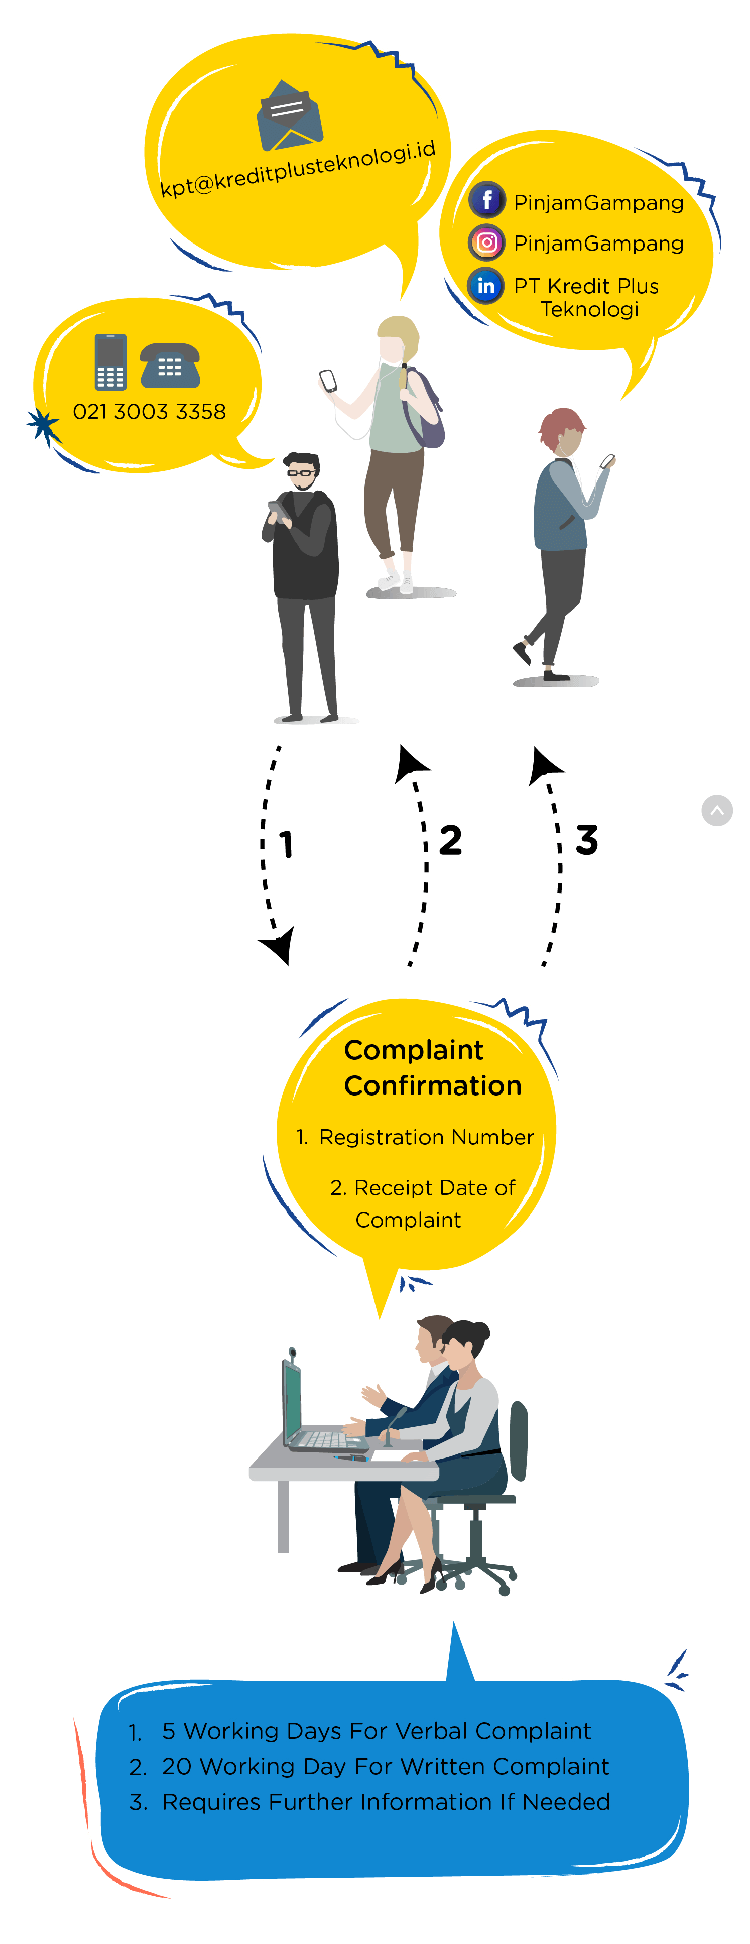 kpt@kreditplusteknologi.id
PinjamGampang
PinjamGampang
PT Kredit Plus
Teknologi
021 3003 3358
1
2
3
Complaint
Confirmation
1. Registration Number
2. Receipt Date of
Complaint
1. 5 Working Days For Verbal Complaint
2. 20 Working Day For Written Complaint
3. Requires Further Information If Needed